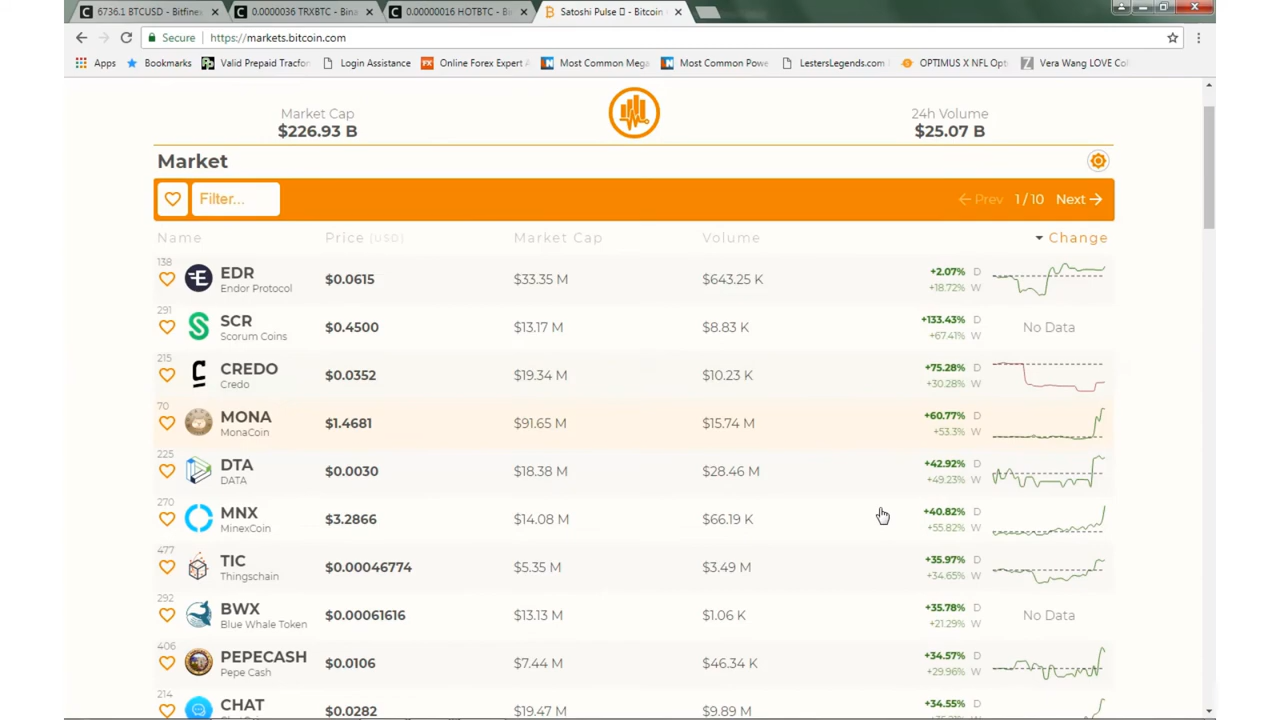 6736.1 BTCUSD - Bitfinex
0.0000036 TRXBTC - Bina
0.00000016 HOTBTC - Bi
Satoshi Pulse - Bitcoin
Secure https://markets.bitcoin.com
Apps Bookmarks Valid Prepaid Tracfon Login Assistance Online Forex Expert A Most Common Mega Most Common Powe LestersLegends.com OPTIMUS X NFL Opti Vera Wang LOVE Col
Market Cap
$226.93 B
24h Volume
$25.07 B
Market
Filter...
Prev 1/10 Next
Name Price (USD) Market Cap Volume Change
138
EDR $0.0615 $33.35 M $643.25 K +2.07% D
Endor Protocol +18.72% W
291
SCR $0.4500 $13.17 M $8.83 K +133.43% D No Data
Scorum Coins +67.41% W
215
CREDO $0.0352 $19.34 M $10.23 K +75.28% D
Credo +30.28% W
70
MONA $1.4681 $91.65 M $15.74 M +60.77% D
MonaCoin +53.3% W
225
DTA $0.0030 $18.38 M $28.46 M +42.92% D
DATA +49.23% W
270
MNX $3.2866 $14.08 M $66.19 K +40.82% D
MinexCoin +55.82% W
477
TIC $0.00046774 $5.35 M $3.49 M +35.97% D
Thingschain +34.65% W
292
BWX $0.00061616 $13.13 M $1.06 K +35.78% D No Data
Blue Whale Token +21.29% W
406
PEPECASH $0.0106 $7.44 M $46.34 K +34.57% D
Pepe Cash +29.96% W
214
CHAT $0.0282 $19.47 M $9.89 M +34.55% D